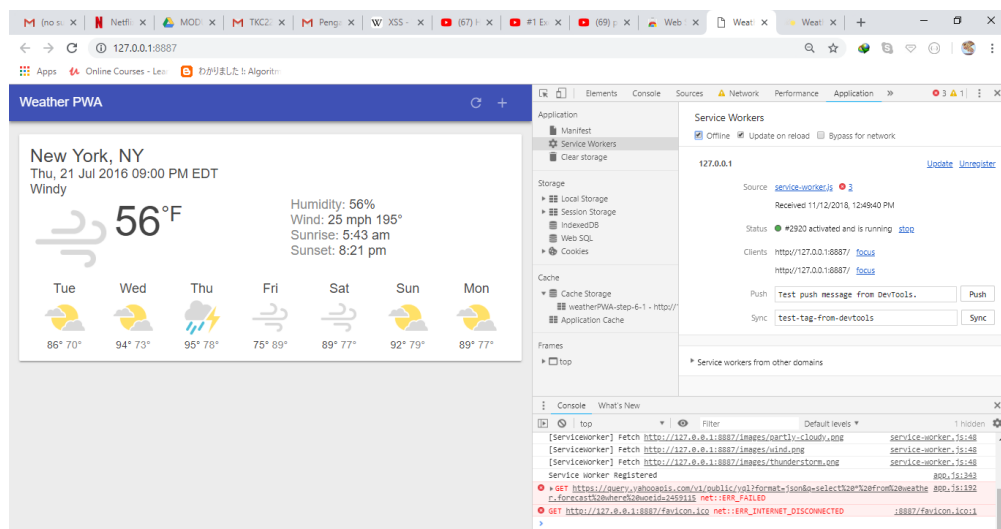 (no su
Netfli
MOD
TKC22
Penga
XSS -
(67) H
#1 Exc
(69) p
Web S
Weath
Weath
127.0.0.1:8887
Apps
Online Courses - Lea
わかりました !: Algoritm
Weather PWA
New York, NY
Thu, 21 Jul 2016 09:00 PM EDT
Windy
56°F
Humidity: 56%
Wind: 25 mph 195°
Sunrise: 5:43 am
Sunset: 8:21 pm
Tue Wed Thu Fri Sat Sun Mon
86° 70° 94° 73° 95° 78° 75° 89° 89° 77° 92° 79° 89° 77°
Elements Console Sources Network Performance Application » 3 1
Application
Manifest
Service Workers
Clear storage
Storage
Local Storage
Session Storage
IndexedDB
Web SQL
Cookies
Cache
Cache Storage
weatherPWA-step-6-1 - http://
Application Cache
Frames
top
Service Workers
Offline Update on reload Bypass for network
127.0.0.1 Update Unregister
Source service-worker.js 3
Received 11/12/2018, 12:49:40 PM
Status #2920 activated and is running stop
Clients http://127.0.0.1:8887/ focus
http://127.0.0.1:8887/ focus
Push Test push message from DevTools. Push
Sync test-tag-from-devtools Sync
Service workers from other domains
Console What's New
top Filter Default levels 1 hidden
[ServiceWorker] Fetch http://127.0.0.1:8887/images/partly-cloudy.png service-worker.js:48
[ServiceWorker] Fetch http://127.0.0.1:8887/images/wind.png service-worker.js:48
[ServiceWorker] Fetch http://127.0.0.1:8887/images/thunderstorm.png service-worker.js:48
Service Worker Registered app.js:343
GET https://query.yahooapis.com/v1/public/yql?format=json&q=select%20*%20from%20weathe app.js:192
r.forecast%20where%20woeid=2459115 net::ERR_FAILED
GET http://127.0.0.1:8887/favicon.ico net::ERR_INTERNET_DISCONNECTED :8887/favicon.ico:1